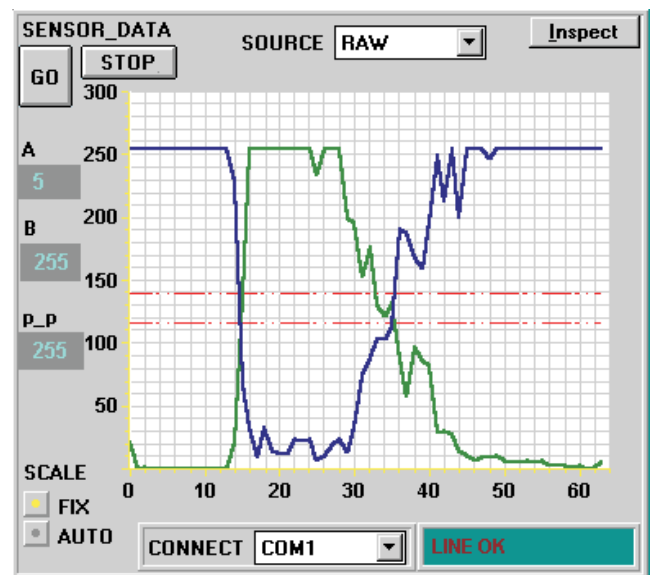 SENSOR_DATA
GO
STOP
SOURCE RAW
Inspect
A
5
B
255
P_P
255
300
250
200
150
100
50
0 10 20 30 40 50 60
SCALE
FIX
AUTO
CONNECT COM1
LINE OK